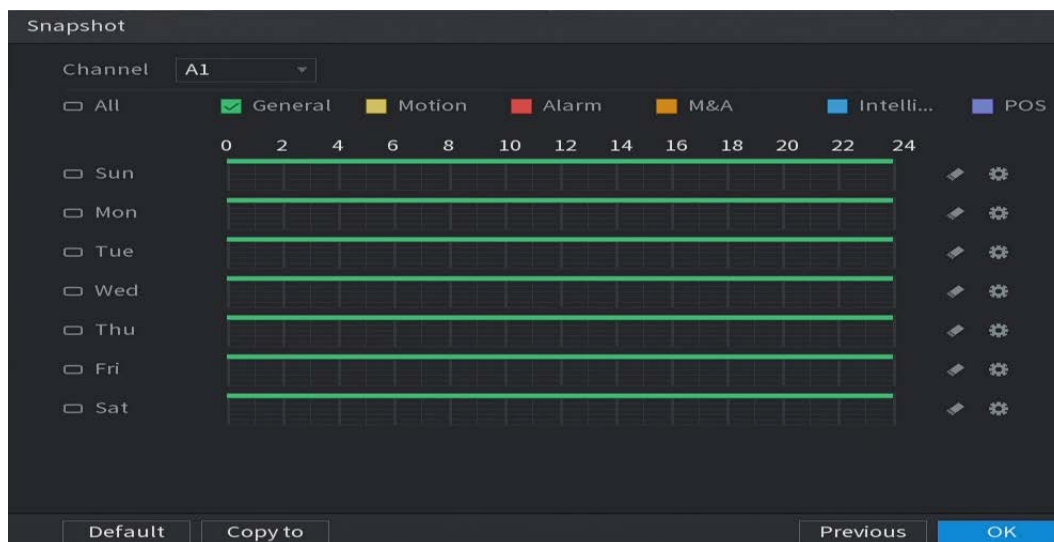 Snapshot
Channel A1
All General Motion Alarm M&A Intelli... POS
0 2 4 6 8 10 12 14 16 18 20 22 24
Sun
Mon
Tue
Wed
Thu
Fri
Sat
Default Copy to Previous OK